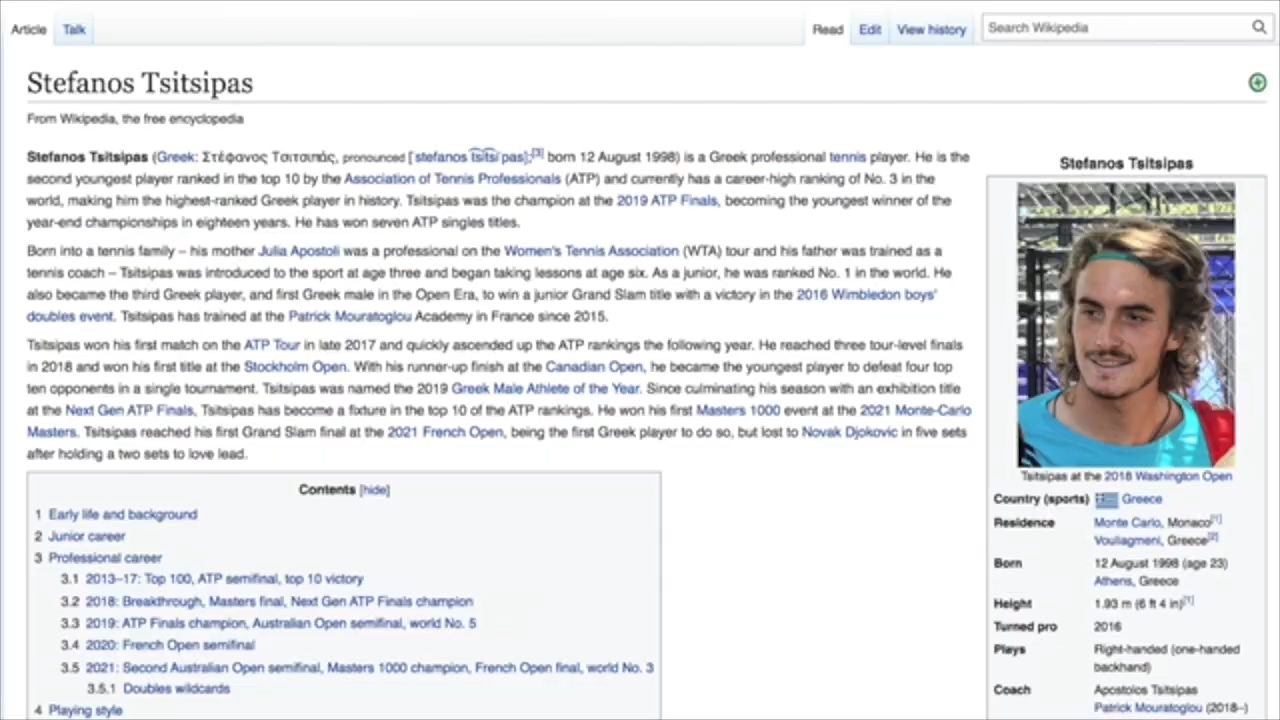 Article
Talk
Read
Edit
View history
Search Wikipedia
Stefanos Tsitsipas
From Wikipedia, the free encyclopedia
Stefanos Tsitsipas (Greek: Στέφανος Τσιτσιπάς, pronounced [ˈstefanos t͡sit͡siˈpas];[3] born 12 August 1998) is a Greek professional tennis player. He is the
second youngest player ranked in the top 10 by the Association of Tennis Professionals (ATP) and currently has a career-high ranking of No. 3 in the
world, making him the highest-ranked Greek player in history. Tsitsipas was the champion at the 2019 ATP Finals, becoming the youngest winner of the
year-end championships in eighteen years. He has won seven ATP singles titles.
Born into a tennis family – his mother Julia Apostoli was a professional on the Women's Tennis Association (WTA) tour and his father was trained as a
tennis coach – Tsitsipas was introduced to the sport at age three and began taking lessons at age six. As a junior, he was ranked No. 1 in the world. He
also became the third Greek player, and first Greek male in the Open Era, to win a junior Grand Slam title with a victory in the 2016 Wimbledon boys'
doubles event. Tsitsipas has trained at the Patrick Mouratoglou Academy in France since 2015.
Tsitsipas won his first match on the ATP Tour in late 2017 and quickly ascended up the ATP rankings the following year. He reached three tour-level finals
in 2018 and won his first title at the Stockholm Open. With his runner-up finish at the Canadian Open, he became the youngest player to defeat four top
ten opponents in a single tournament. Tsitsipas was named the 2019 Greek Male Athlete of the Year. Since culminating his season with an exhibition title
at the Next Gen ATP Finals, Tsitsipas has become a fixture in the top 10 of the ATP rankings. He won his first Masters 1000 event at the 2021 Monte-Carlo
Masters. Tsitsipas reached his first Grand Slam final at the 2021 French Open, being the first Greek player to do so, but lost to Novak Djokovic in five sets
after holding a two sets to love lead.
Contents [hide]
1 Early life and background
2 Junior career
3 Professional career
3.1 2013–17: Top 100, ATP semifinal, top 10 victory
3.2 2018: Breakthrough, Masters final, Next Gen ATP Finals champion
3.3 2019: ATP Finals champion, Australian Open semifinal, world No. 5
3.4 2020: French Open semifinal
3.5 2021: Second Australian Open semifinal, Masters 1000 champion, French Open final, world No. 3
3.5.1 Doubles wildcards
4 Playing style
Stefanos Tsitsipas
Tsitsipas at the 2018 Washington Open
Country (sports) Greece
Residence Monte Carlo, Monaco[1]
Vouliagmeni, Greece[2]
Born 12 August 1998 (age 23)
Athens, Greece
Height 1.93 m (6 ft 4 in)[1]
Turned pro 2016
Plays Right-handed (one-handed
backhand)
Coach Apostolos Tsitsipas
Patrick Mouratoglou (2018–)